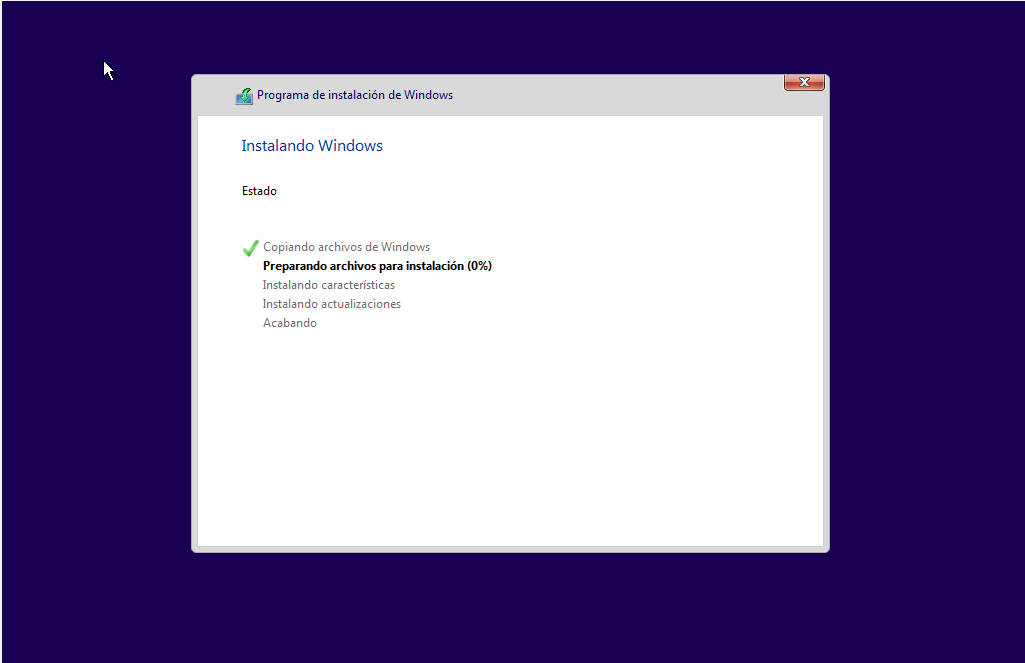 Programa de instalación de Windows
Instalando Windows
Estado
Copiando archivos de Windows
Preparando archivos para instalación (0%)
Instalando características
Instalando actualizaciones
Acabando